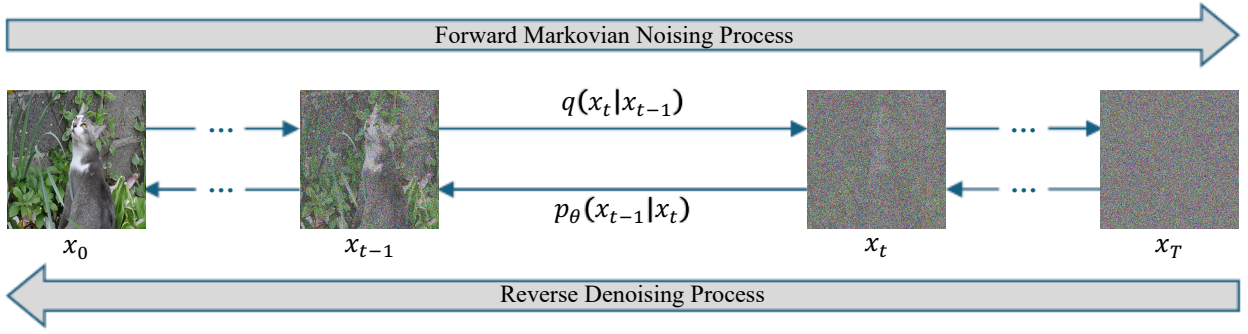 Forward Markovian Noising Process
q(x_t|x_{t-1})
... ... 
... ...
p_θ(x_{t-1}|x_t)
x_0 x_{t-1} x_t x_T
Reverse Denoising Process